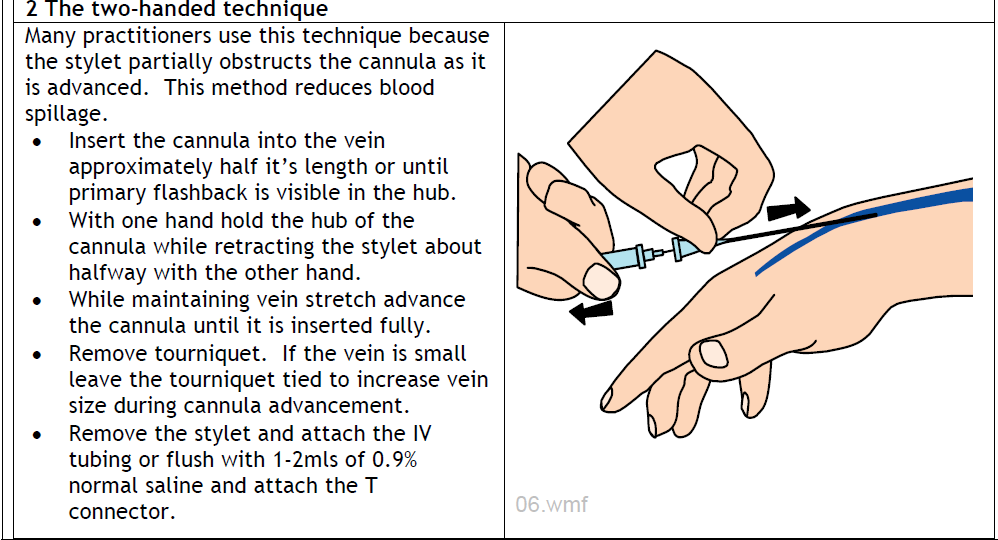 2 The two-handed technique
Many practitioners use this technique because
the stylet partially obstructs the cannula as it
is advanced.  This method reduces blood
spillage.
• Insert the cannula into the vein
approximately half it’s length or until
primary flashback is visible in the hub.
• With one hand hold the hub of the
cannula while retracting the stylet about
halfway with the other hand.
• While maintaining vein stretch advance
the cannula until it is inserted fully.
• Remove tourniquet.  If the vein is small
leave the tourniquet tied to increase vein
size during cannula advancement.
• Remove the stylet and attach the IV
tubing or flush with 1-2mls of 0.9%
normal saline and attach the T
connector.
06.wmf